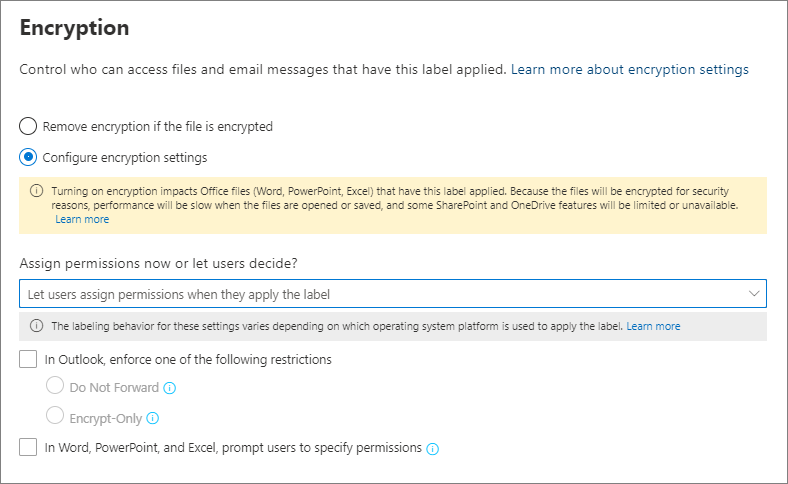 Encryption
Control who can access files and email messages that have this label applied. Learn more about encryption settings
Remove encryption if the file is encrypted
Configure encryption settings
Turning on encryption impacts Office files (Word, PowerPoint, Excel) that have this label applied. Because the files will be encrypted for security
reasons, performance will be slow when the files are opened or saved, and some SharePoint and OneDrive features will be limited or unavailable.
Learn more
Assign permissions now or let users decide?
Let users assign permissions when they apply the label
The labeling behavior for these settings varies depending on which operating system platform is used to apply the label. Learn more
In Outlook, enforce one of the following restrictions
Do Not Forward
Encrypt-Only
In Word, PowerPoint, and Excel, prompt users to specify permissions